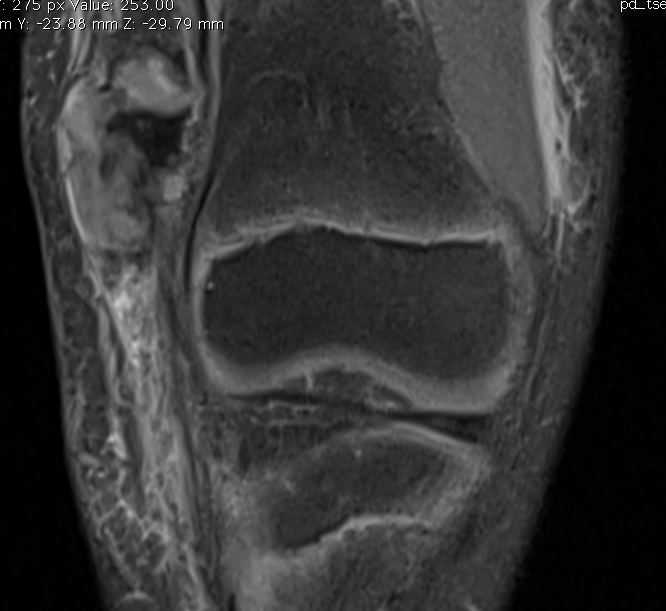 : 275 px Value: 253.00
m Y: -23.88 mm Z: -29.79 mm
pd_tse